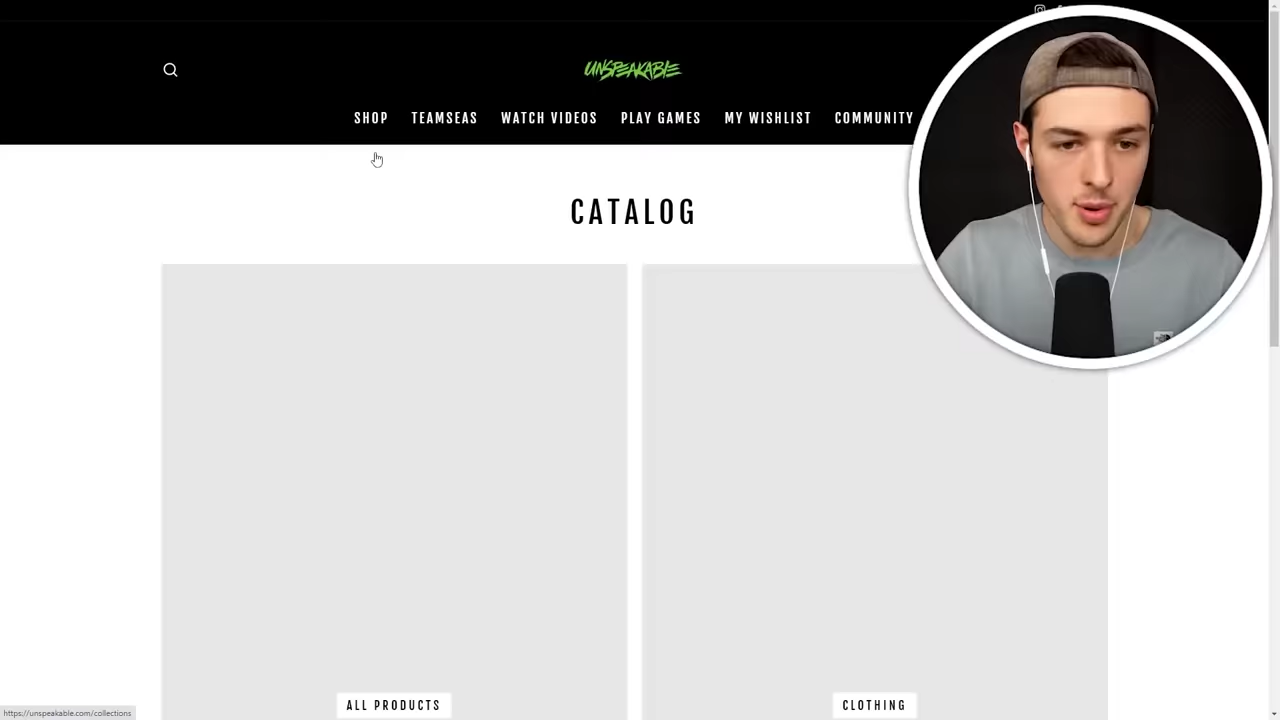 UNSPEAKABLE
SHOP TEAMSEAS WATCH VIDEOS PLAY GAMES MY WISHLIST COMMUNITY
CATALOG
ALL PRODUCTS CLOTHING
https://unspeakable.com/collections